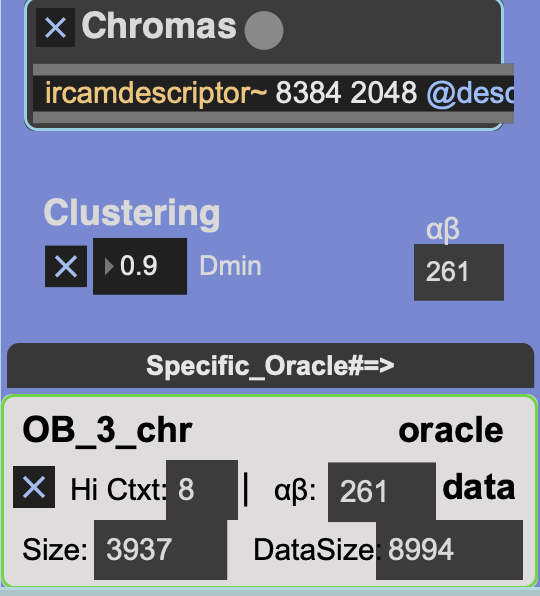 Chromas
ircamdescriptor~ 8384 2048 @desc
Clustering
αβ
0.9 Dmin
261
Specific_Oracle#=>
OB_3_chr oracle
Hi Ctxt: 8 | αβ: 261 data
Size: 3937 DataSize: 8994